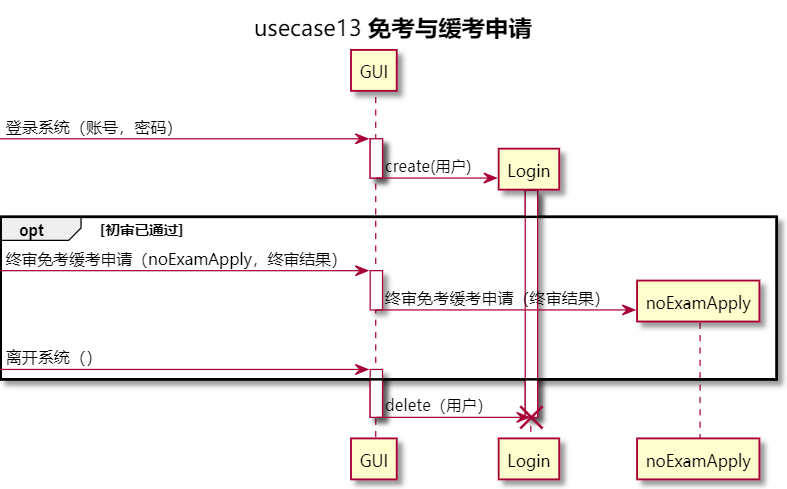 usecase13 免考与缓考申请
GUI
登录系统（账号，密码）
create(用户)
Login
opt [初审已通过]
终审免考缓考申请（noExamApply，终审结果）
终审免考缓考申请（终审结果）
noExamApply
离开系统（）
delete（用户）
GUI
Login
noExamApply